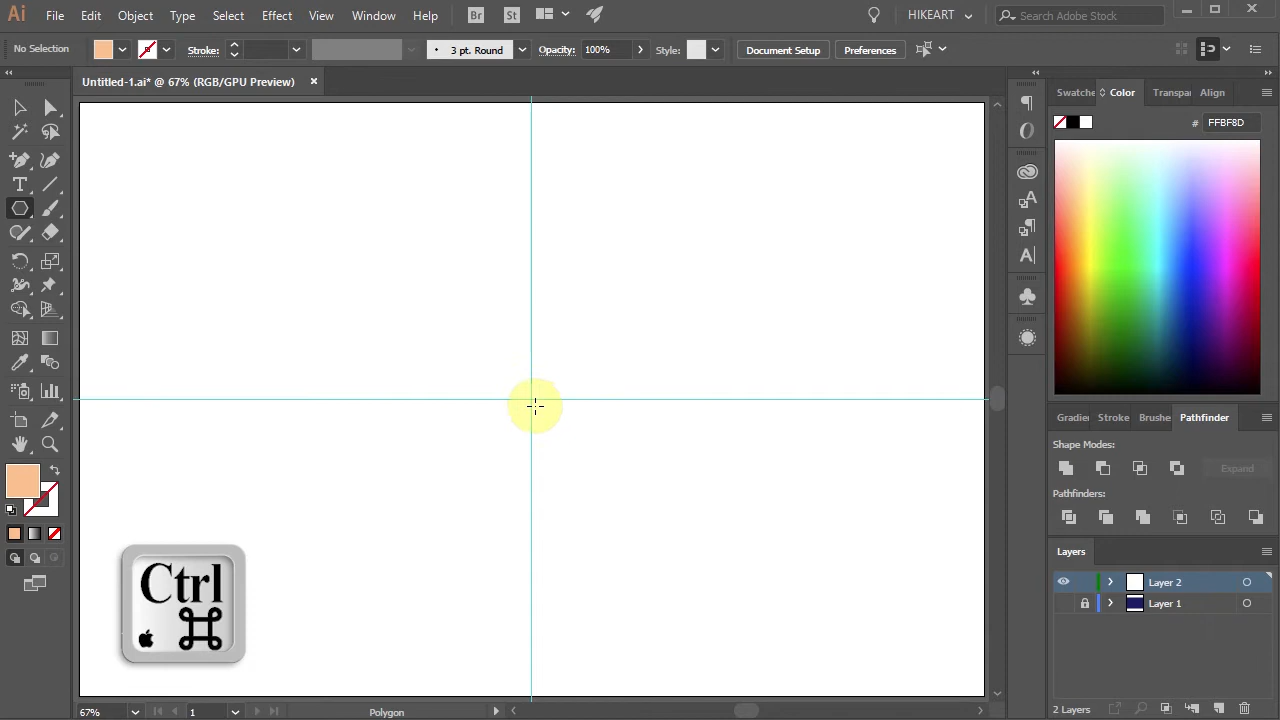 Ai File Edit Object Type Select Effect View Window Help Br St HIKEART Search Adobe Stock
No Selection Stroke: 3 pt. Round Opacity: 100% Style: Document Setup Preferences
Untitled-1.ai* @ 67% (RGB/GPU Preview)
Swatche Color Transpa Align
# FFBF8D
Gradie Stroke Brushe Pathfinder
Shape Modes:
Expand
Pathfinders:
Layers
Layer 2
Layer 1
Ctrl
2 Layers
67% 1 Polygon